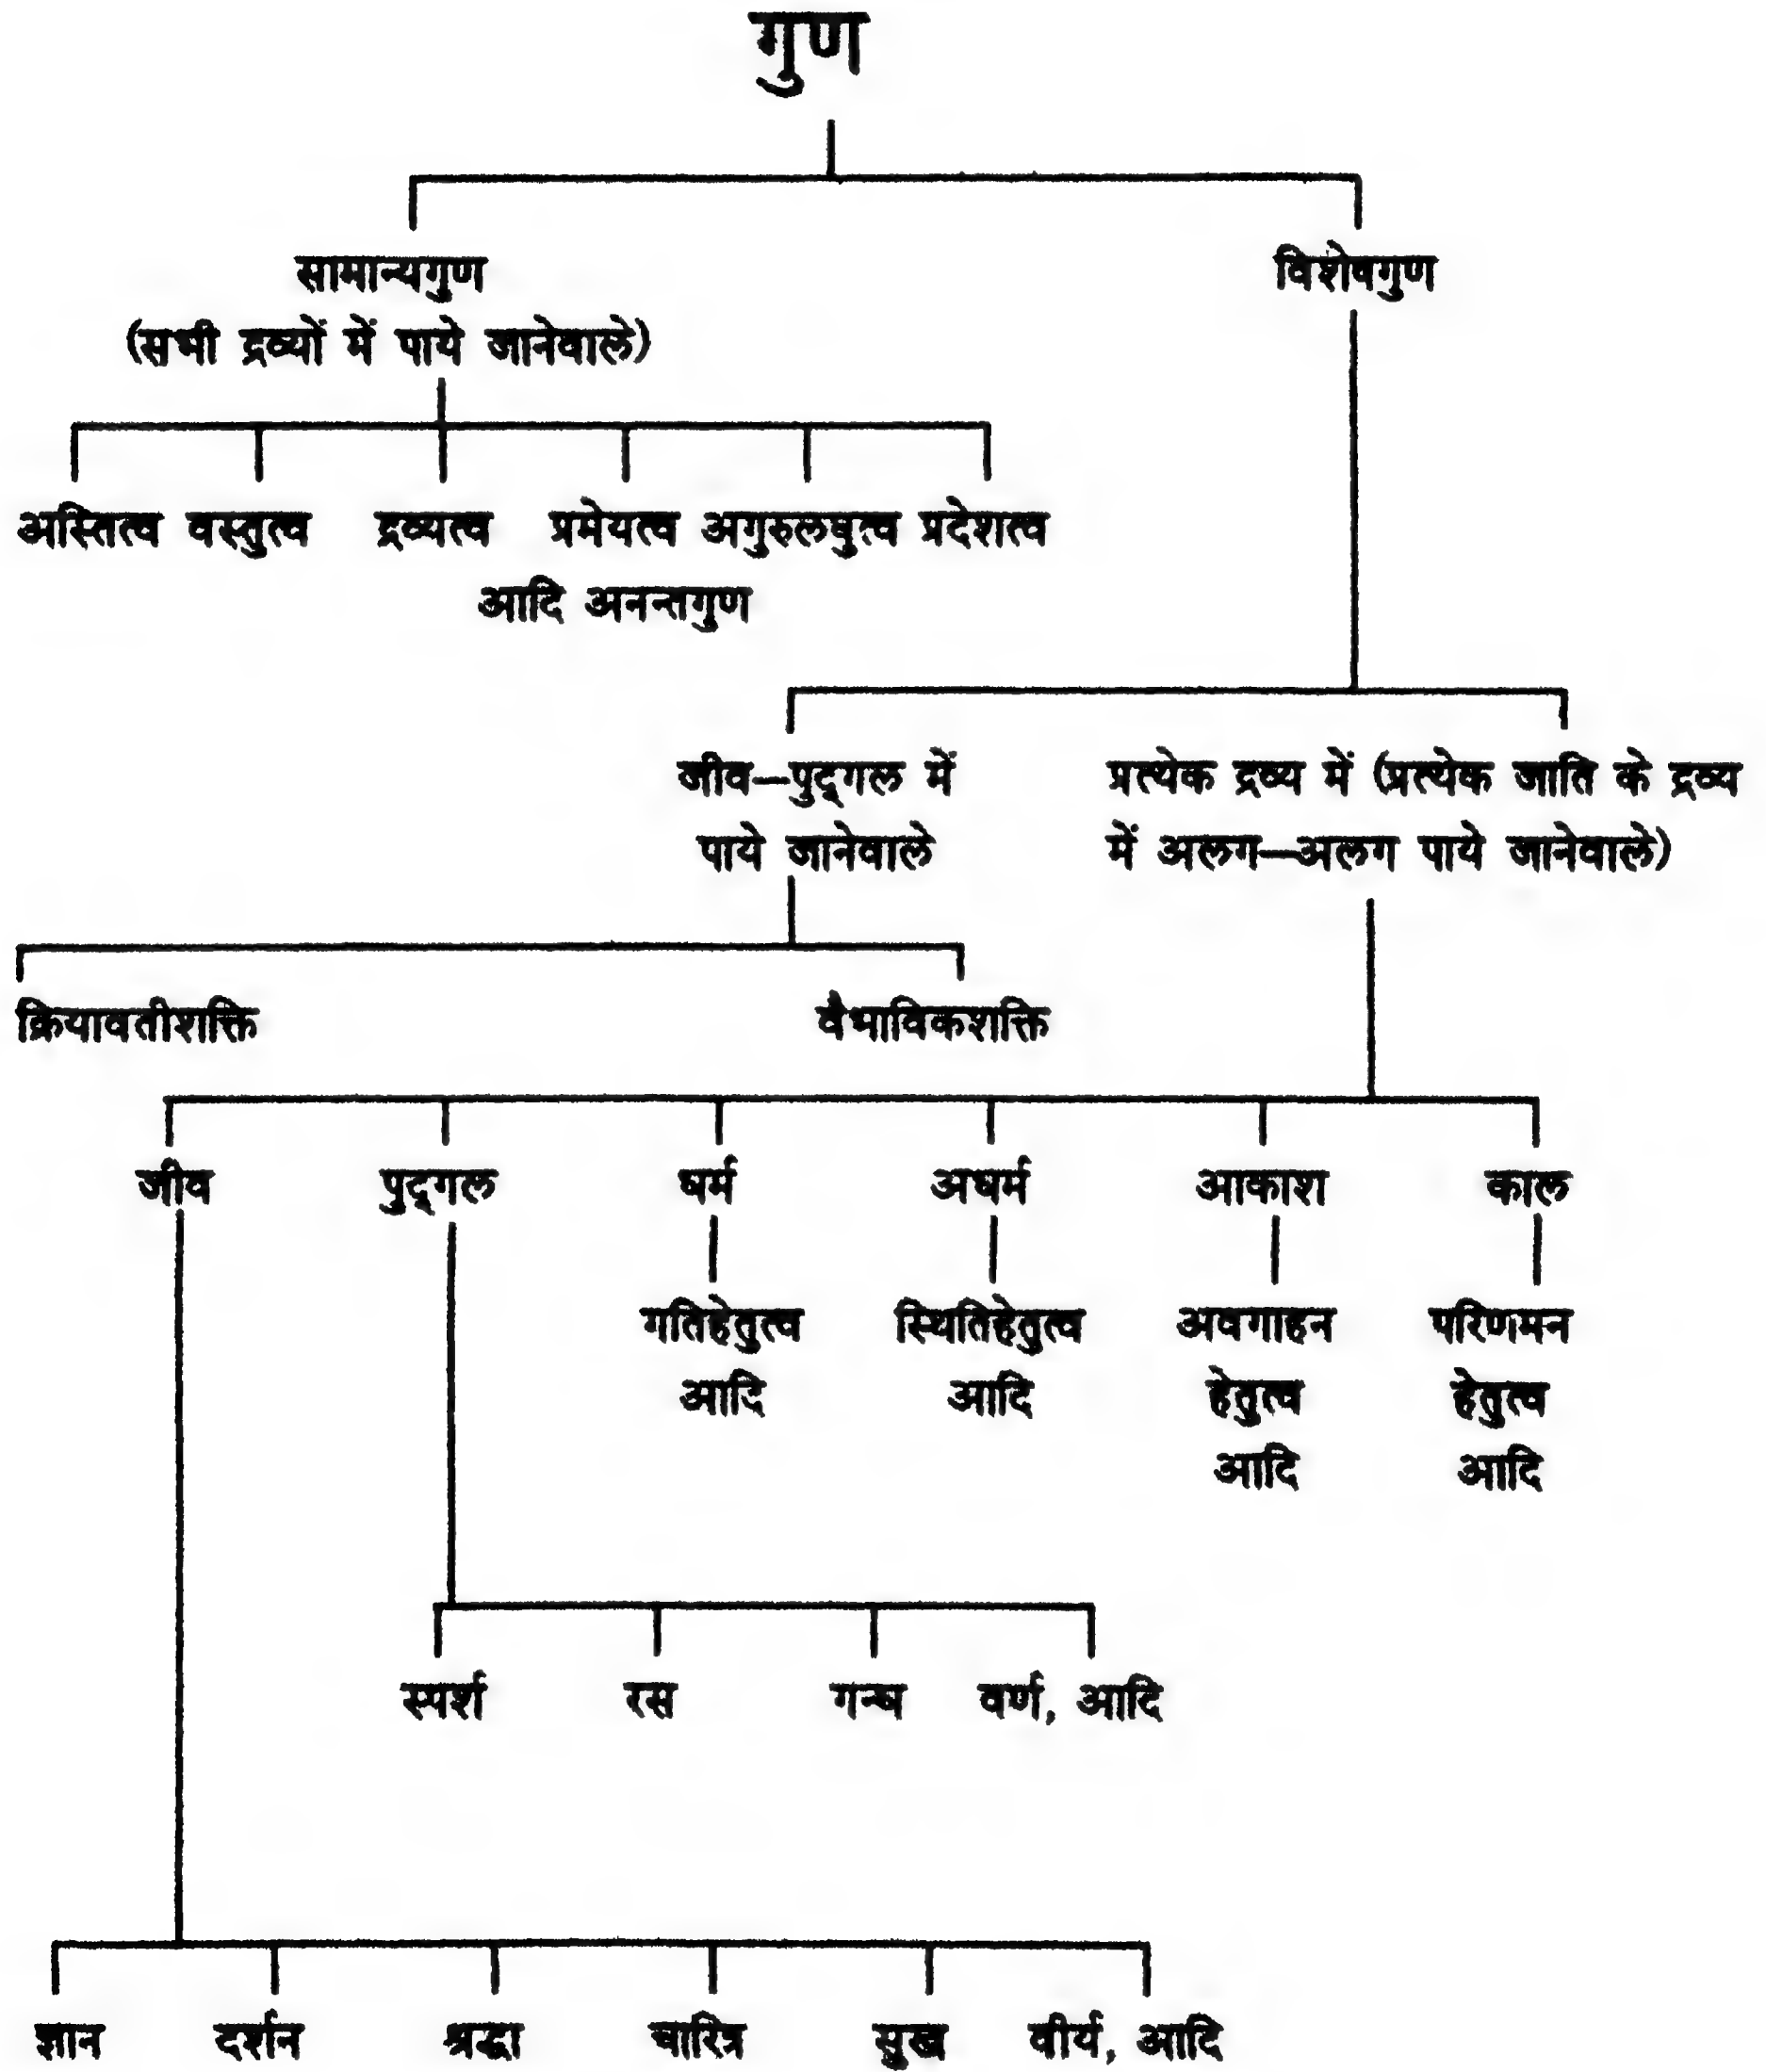 गुण
सामान्यगुण
विशेषगुण
(सभी द्रव्यों में पाये जानेवाले)
अस्तित्व वस्तुत्व द्रव्यत्व प्रमेयत्व अगुरुलघुत्व प्रदेशत्व
आदि अनन्तगुण
जीव–पुद्गल में
पाये जानेवाले
प्रत्येक द्रव्य में (प्रत्येक जाति के द्रव्य
में अलग–अलग पाये जानेवाले)
क्रियावतीशक्ति
वैभाविकशक्ति
जीव पुद्गल धर्म अधर्म आकाश काल
गतिहेतुत्व
आदि
स्थितिहेतुत्व
आदि
अवगाहन
हेतुत्व
आदि
परिणमन
हेतुत्व
आदि
स्पर्श रस गन्ध वर्ण, आदि
ज्ञान दर्शन श्रद्धा चारित्र सुख वीर्य, आदि